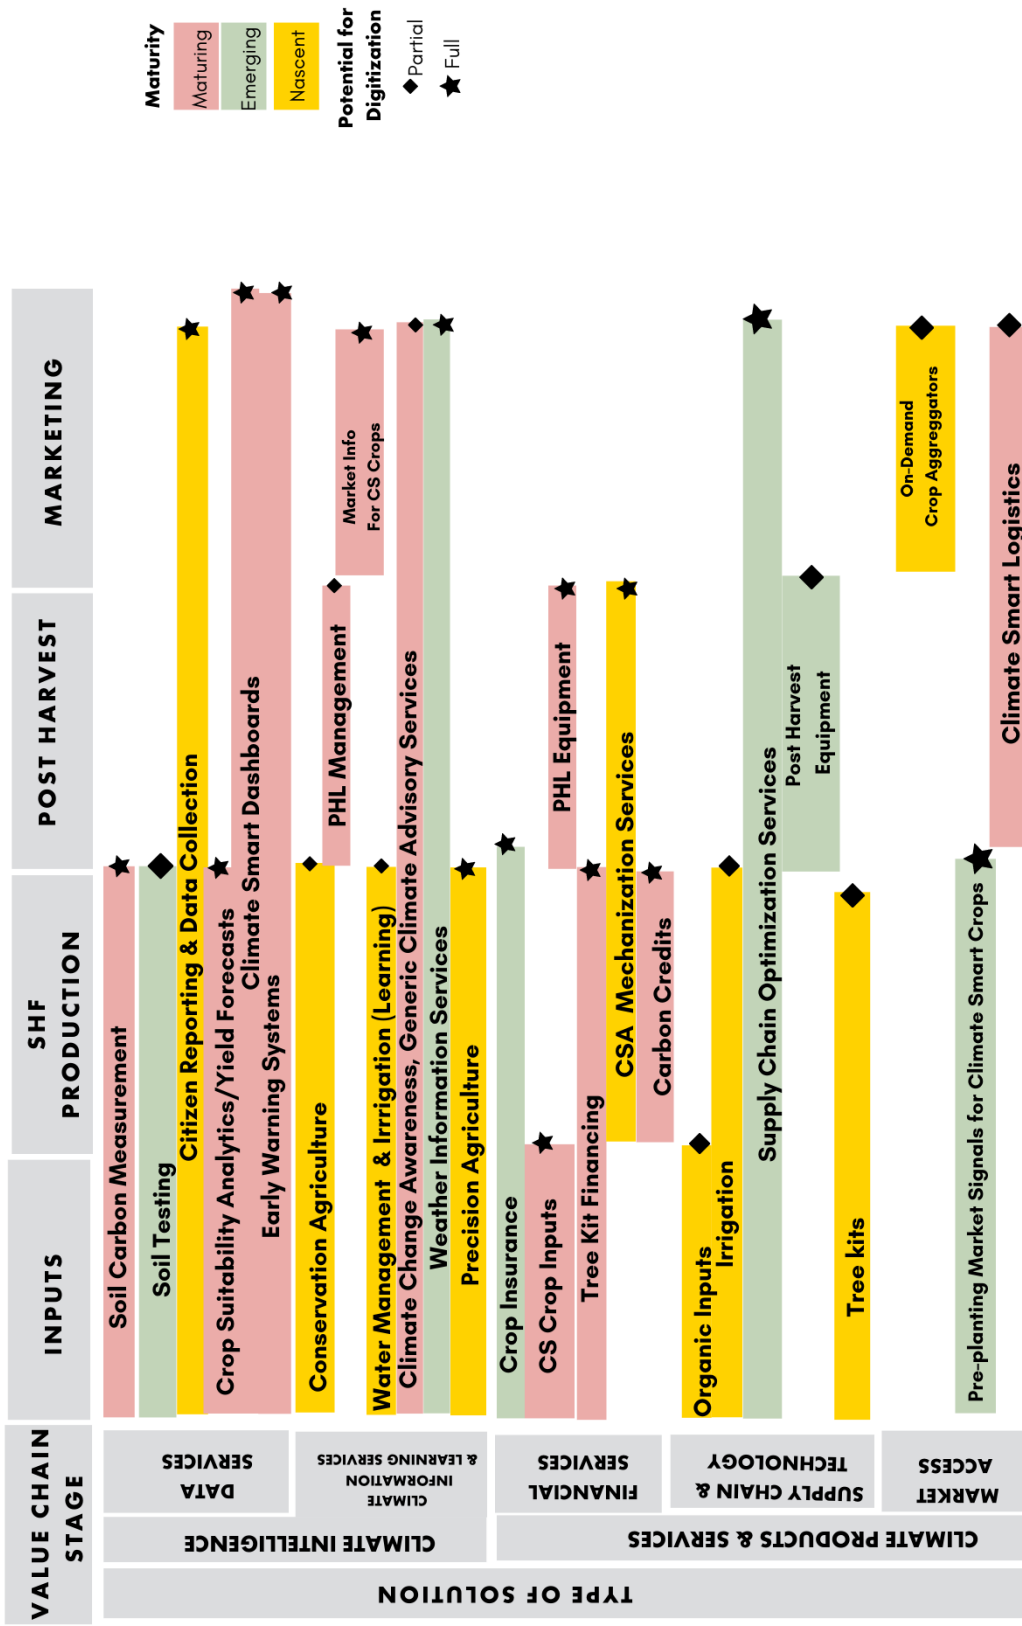 VALUE CHAIN
STAGE
INPUTS
SHF
PRODUCTION
POST HARVEST
MARKETING
Maturity
Maturing
Emerging
Nascent
Potential for
Digitization
Partial
Full
TYPE OF SOLUTION
CLIMATE INTELLIGENCE
DATA
SERVICES
Soil Carbon Measurement
Soil Testing
Citizen Reporting & Data Collection
Crop Suitability Analytics/Yield Forecasts
Climate Smart Dashboards
Early Warning Systems
CLIMATE
INFORMATION
& LEARNING SERVICES
Conservation Agriculture
PHL Management
Market Info
For CS Crops
Water Management & Irrigation (Learning)
Climate Change Awareness, Generic Climate Advisory Services
Weather Information Services
Precision Agriculture
CLIMATE PRODUCTS & SERVICES
FINANCIAL
SERVICES
Crop Insurance
CS Crop Inputs
PHL Equipment
Tree Kit Financing
CSA Mechanization Services
Carbon Credits
SUPPLY CHAIN &
TECHNOLOGY
Organic Inputs
Irrigation
Supply Chain Optimization Services
Post Harvest
Equipment
Tree kits
MARKET
ACCESS
On-Demand
Crop Aggreggators
Pre-planting Market Signals for Climate Smart Crops
Climate Smart Logistics